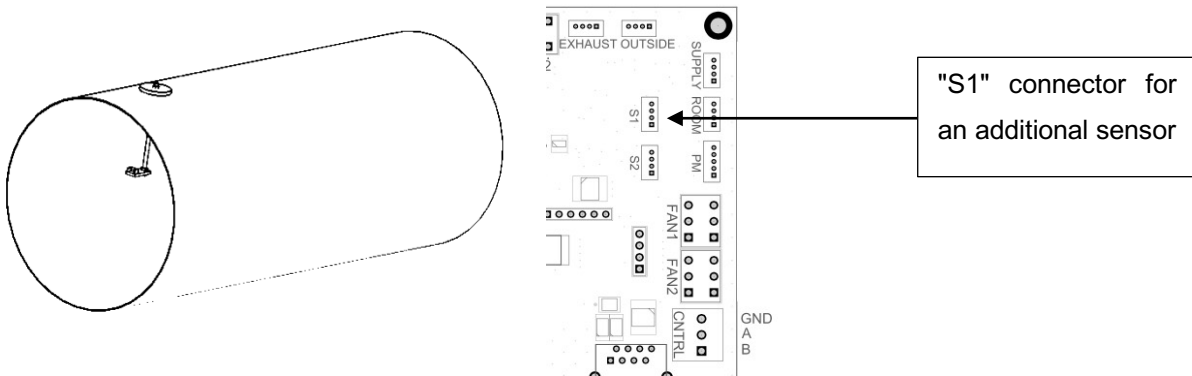 EXHAUST OUTSIDE
SUPPLY
ROOM
S1
S2
PM
FAN1
FAN2
CNTRL
GND
A
B
"S1" connector for
an additional sensor